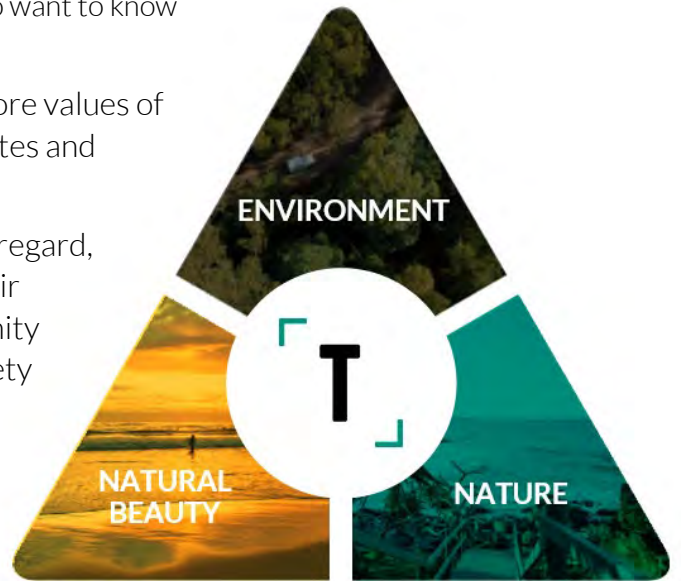 want to know
ore values of
tes and
regard,
ir
nity
ety
ENVIRONMENT
T
NATURAL
BEAUTY
NATURE